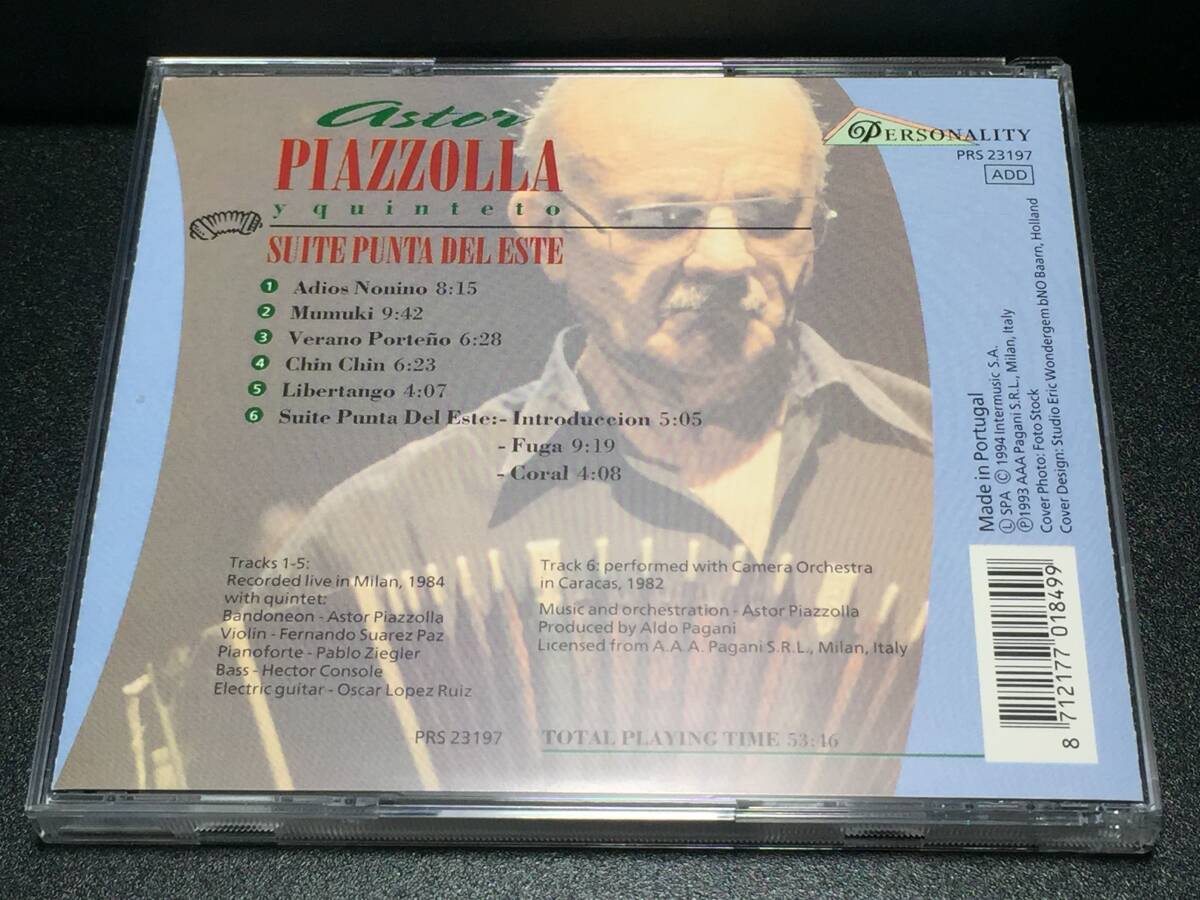 Astor
PIAZZOLLA
y quinteto
SUITE PUNTA DEL ESTE
PERSONALITY
PRS 23197
ADD
1 Adios Nonino 8:15
2 Mumuki 9:42
3 Verano Porteño 6:28
4 Chin Chin 6:23
5 Libertango 4:07
6 Suite Punta Del Este:- Introduccion 5:05
- Fuga 9:19
- Coral 4:08
Tracks 1-5:
Recorded live in Milan, 1984
with quintet:
Bandoneon - Astor Piazzolla
Violin - Fernando Suarez Paz
Pianoforte - Pablo Ziegler
Bass - Hector Console
Electric guitar - Oscar Lopez Ruiz
Track 6: performed with Camera Orchestra
in Caracas, 1982
Music and orchestration - Astor Piazzolla
Produced by Aldo Pagani
Licensed from A.A.A. Pagani S.R.L., Milan, Italy
PRS 23197
TOTAL PLAYING TIME 53:46
Made in Portugal
Ⓛ SPA Ⓒ 1994 Intermusic S.A.
Ⓟ1993 AAA Pagani S.R.L., Milan, Italy
Cover Photo: Foto Stock
Cover Design: Studio Eric Wondergem bNO Baarn, Holland
8 712177 018499